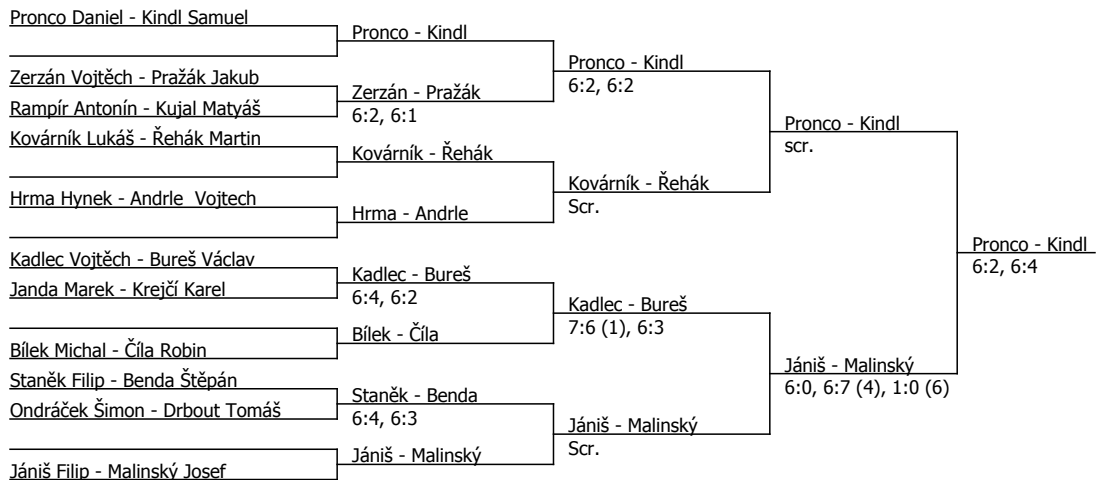 Pronco Daniel - Kindl Samuel
Pronco - Kindl
Pronco - Kindl
6:2, 6:2
Zerzán Vojtěch - Pražák Jakub
Rampír Antonín - Kujal Matyáš
Zerzán - Pražák
6:2, 6:1
Pronco - Kindl
scr.
Kovárník Lukáš - Řehák Martin
Kovárník - Řehák
Kovárník - Řehák
Scr.
Hrma Hynek - Andrle  Vojtech
Hrma - Andrle
Pronco - Kindl
6:2, 6:4
Kadlec Vojtěch - Bureš Václav
Janda Marek - Krejčí Karel
Kadlec - Bureš
6:4, 6:2
Kadlec - Bureš
7:6 (1), 6:3
Bílek - Číla
Bílek Michal - Číla Robin
Jániš - Malinský
6:0, 6:7 (4), 1:0 (6)
Staněk Filip - Benda Štěpán
Ondráček Šimon - Drbout Tomáš
Staněk - Benda
6:4, 6:3
Jániš - Malinský
Scr.
Jániš - Malinský
Jániš Filip - Malinský Josef